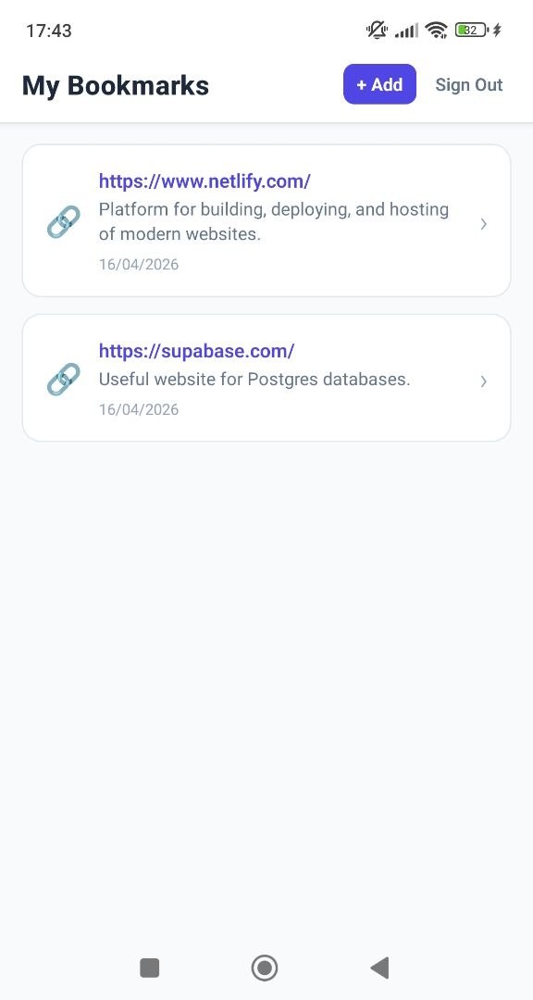 17:43
32
My Bookmarks
+ Add
Sign Out
https://www.netlify.com/
Platform for building, deploying, and hosting
of modern websites.
16/04/2026
https://supabase.com/
Useful website for Postgres databases.
16/04/2026